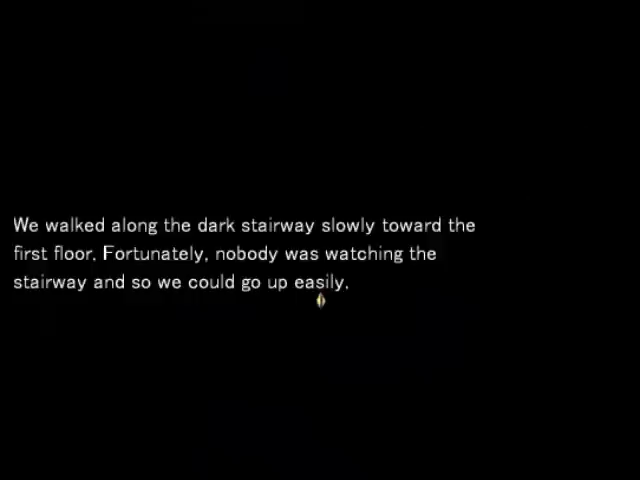 We walked along the dark stairway slowly toward the
first floor. Fortunately, nobody was watching the
stairway and so we could go up easily.